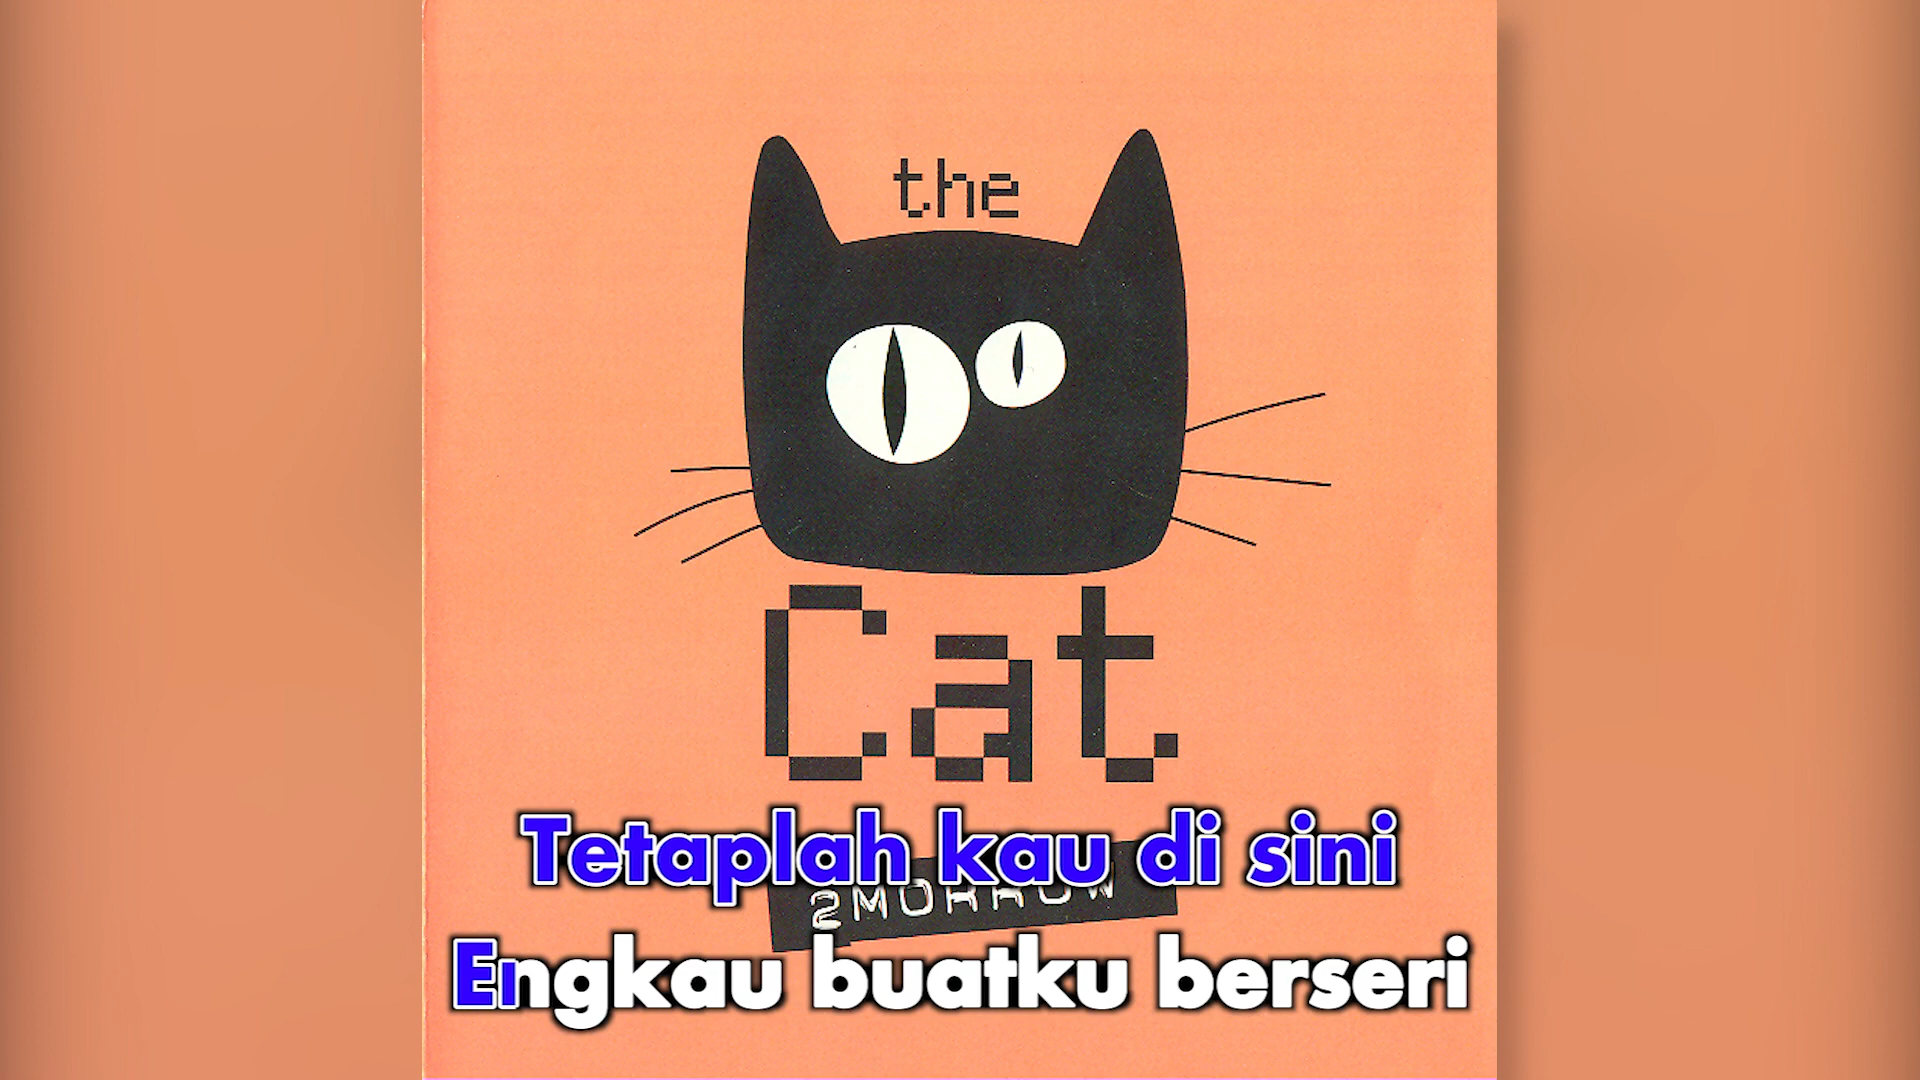 the
Cat
Tetaplah kau di sini
2MORROW
Engkau buatku berseri